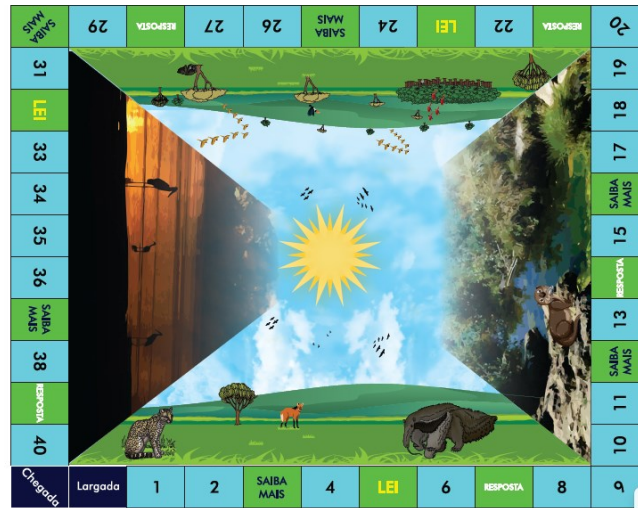 Chegada
Largada
1
2
SAIBA
MAIS
4
LEI
6
RESPOSTA
8
9
10
11
SAIBA
MAIS
13
RESPOSTA
15
SAIBA
MAIS
17
18
19
20
RESPOSTA
22
LEI
24
SAIBA
MAIS
26
27
RESPOSTA
29
SAIBA
MAIS
31
LEI
33
34
35
36
SAIBA
MAIS
38
RESPOSTA
40